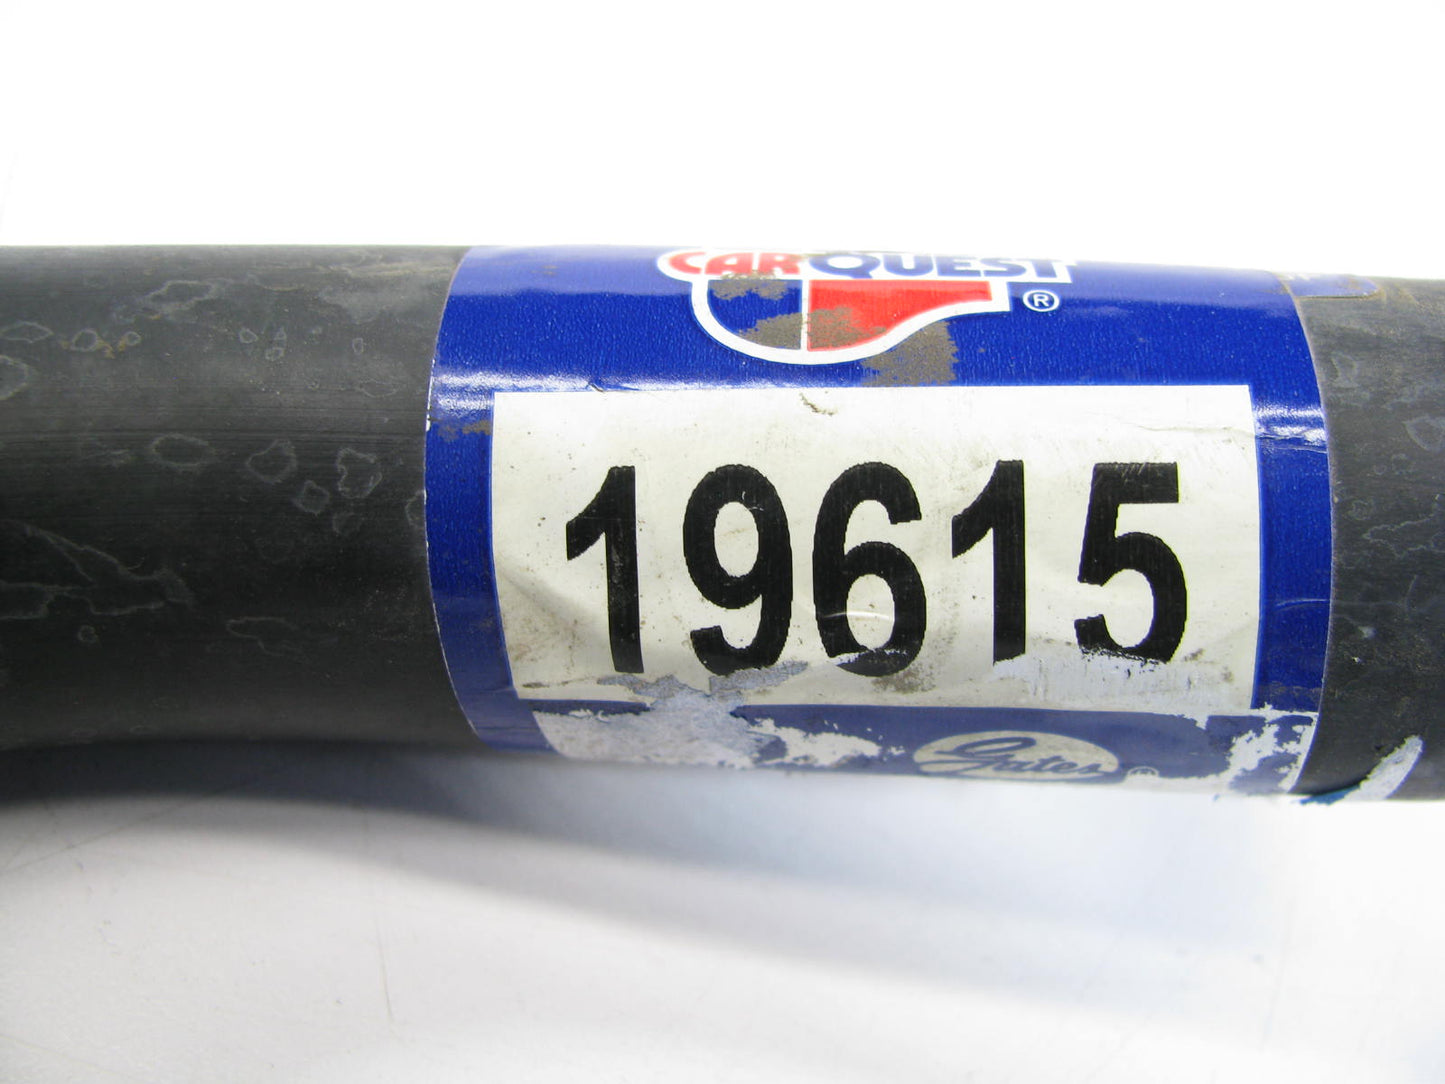 CARQUEST
®
19615
Gates ®